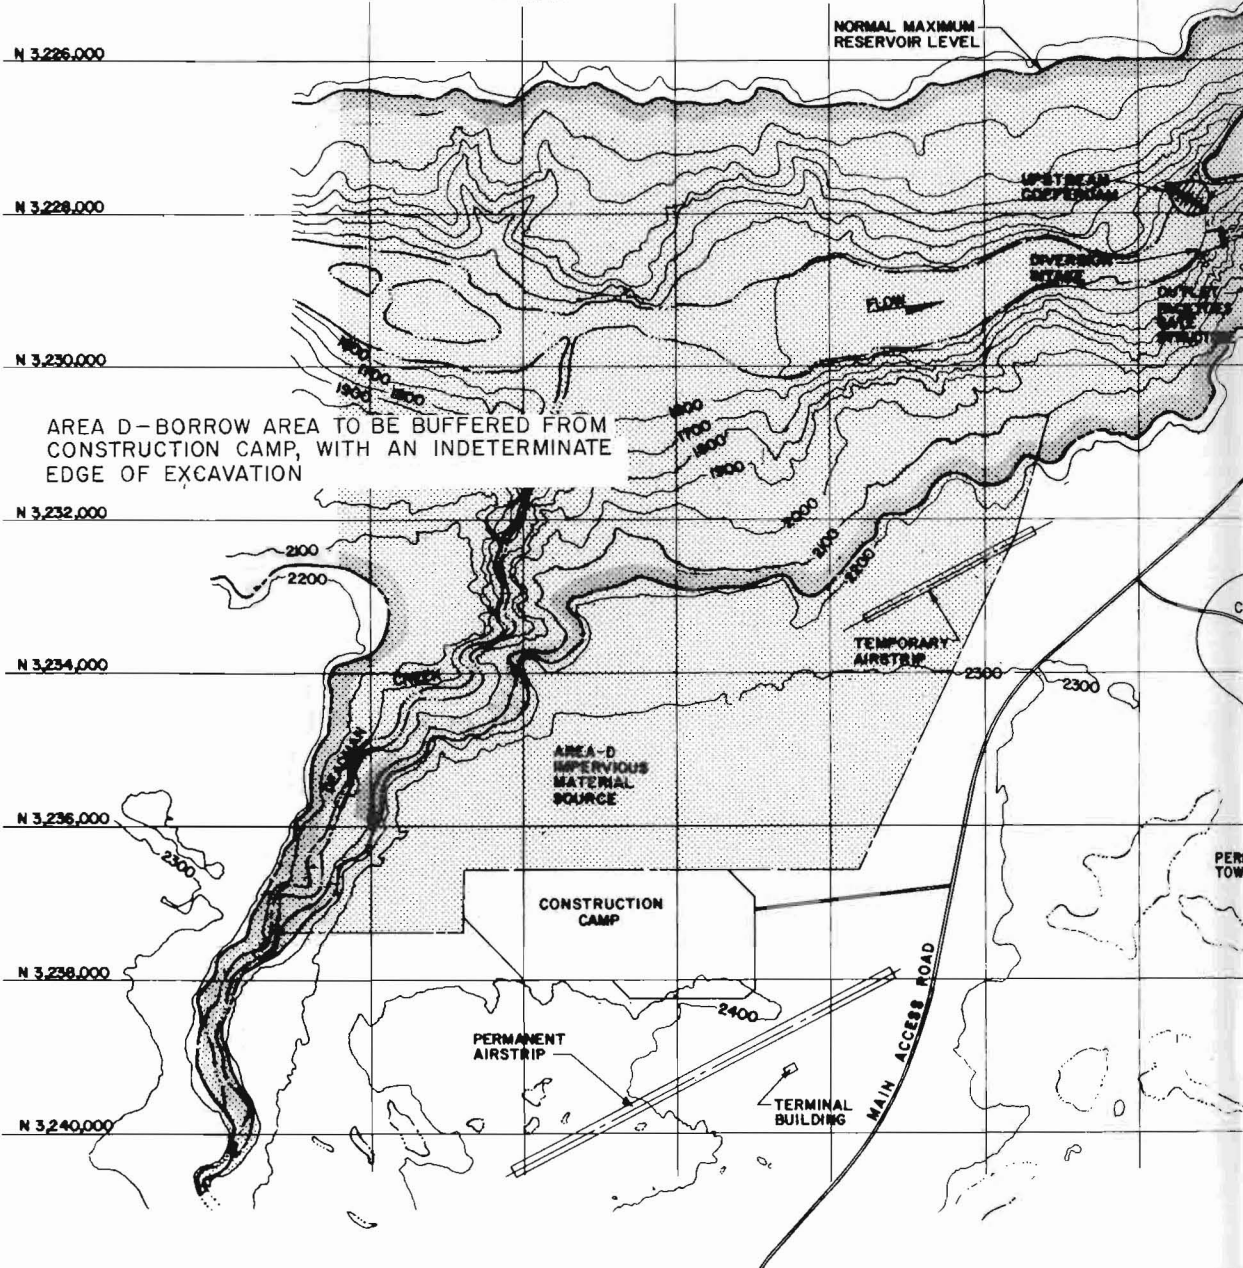 NORMAL MAXIMUM
RESERVOIR LEVEL
N 3,226,000
UPSTREAM
COFFERDAM
N 3,228,000
DIVERSION
INTAKE
OUTLET
FACILITIES
GATE
FLOW
1600
1700
1800
1900
N 3,230,000
AREA D-BORROW AREA TO BE BUFFERED FROM
CONSTRUCTION CAMP, WITH AN INDETERMINATE
EDGE OF EXCAVATION
1600
1700
1800
1900
2000
2100
2200
N 3,232,000
2100
2200
TEMPORARY
AIRSTRIP
N 3,234,000
2300
2300
DEADMAN
CREEK
AREA-D
IMPERVIOUS
MATERIAL
SOURCE
N 3,236,000
2300
CONSTRUCTION
CAMP
N 3,238,000
2400
PERMANENT
AIRSTRIP
MAIN ACCESS ROAD
TERMINAL
BUILDING
N 3,240,000